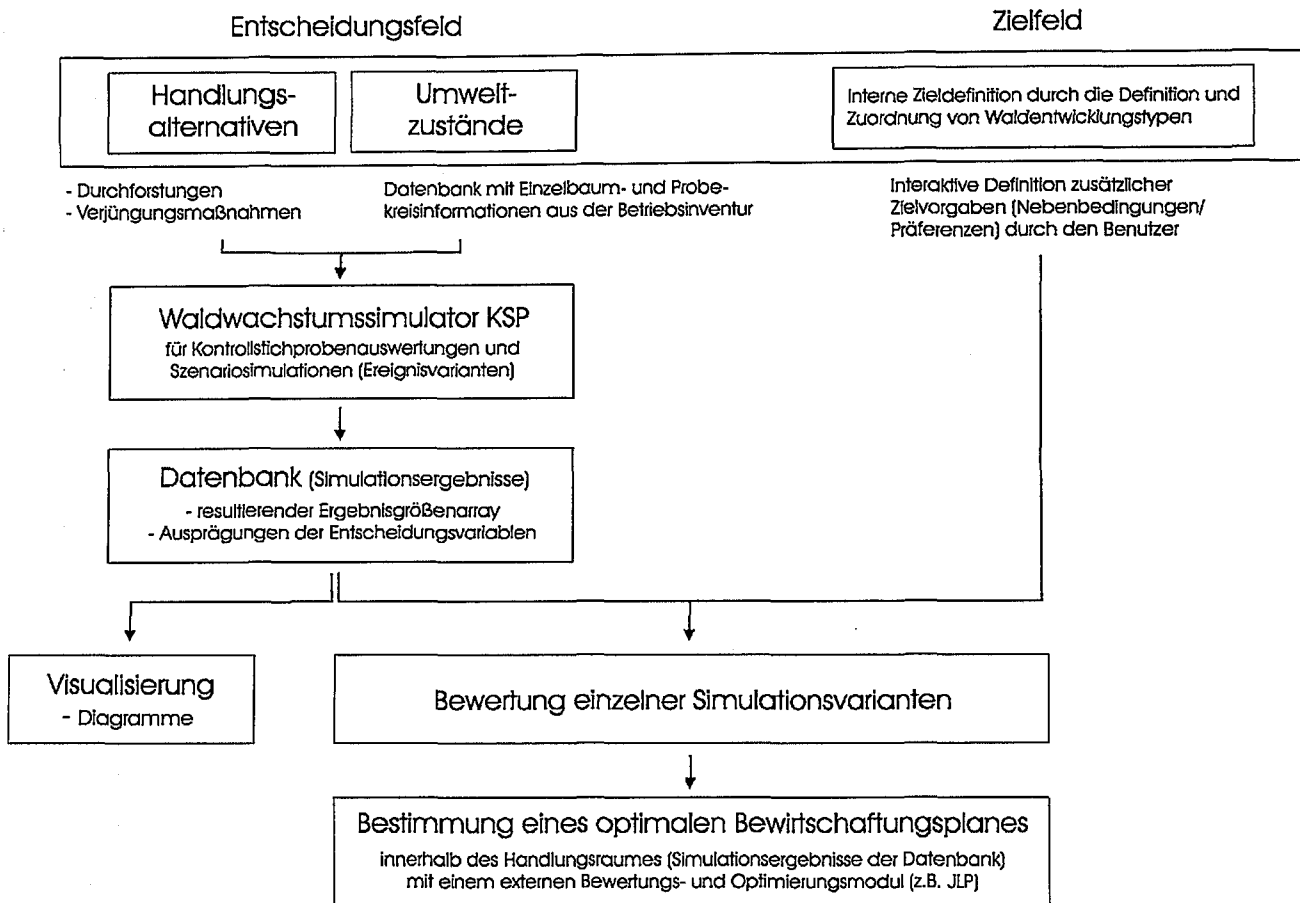 Entscheidungsfeld
Zielfeld
Handlungs-
alternativen
Umwelt-
zustände
Interne Zieldefinition durch die Definition und
Zuordnung von Waldentwicklungstypen
- Durchforstungen
- Verjüngungsmaßnahmen
Datenbank mit Einzelbaum- und Probe-
kreisinformationen aus der Betriebsinventur
Interaktive Definition zusätzlicher
Zielvorgaben (Nebenbedingungen/
Präferenzen) durch den Benutzer
Waldwachstumssimulator KSP
für Kontrollstichprobenauswertungen und
Szenariosimulationen (Ereignisvarianten)
Datenbank (Simulationsergebnisse)
- resultierender Ergebnisgrößenarray
- Ausprägungen der Entscheidungsvariablen
Visualisierung
- Diagramme
Bewertung einzelner Simulationsvarianten
Bestimmung eines optimalen Bewirtschaftungsplanes
innerhalb des Handlungsraumes (Simulationsergebnisse der Datenbank)
mit einem externen Bewertungs- und Optimierungsmodul (z.B. JLP)